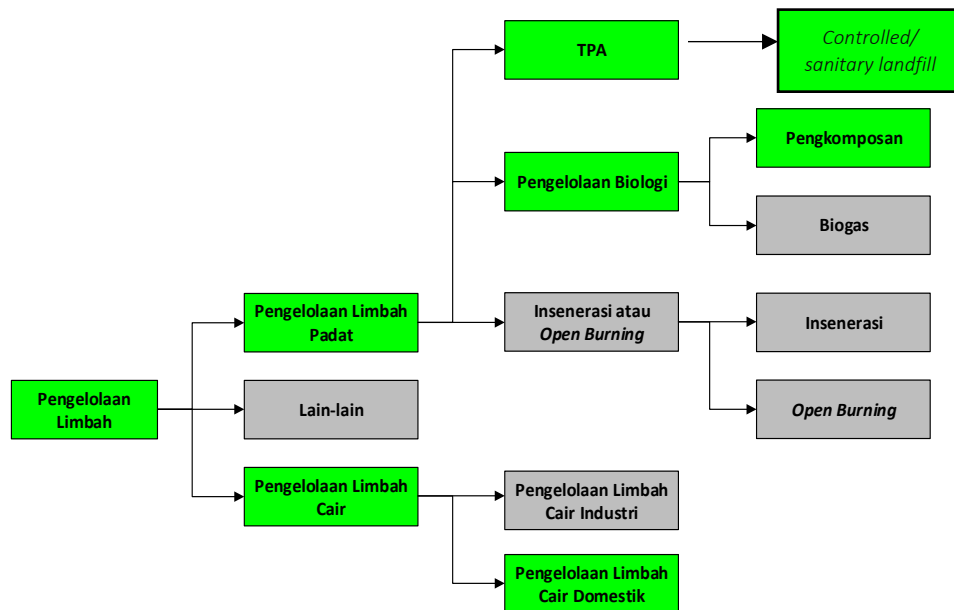 TPA
Controlled/
sanitary landfill
Pengkomposan
Pengelolaan Biologi
Biogas
Pengelolaan Limbah
Padat
Insenerasi atau
Open Burning
Insenerasi
Pengelolaan
Limbah
Lain-lain
Open Burning
Pengelolaan Limbah
Cair
Pengelolaan Limbah
Cair Industri
Pengelolaan Limbah
Cair Domestik